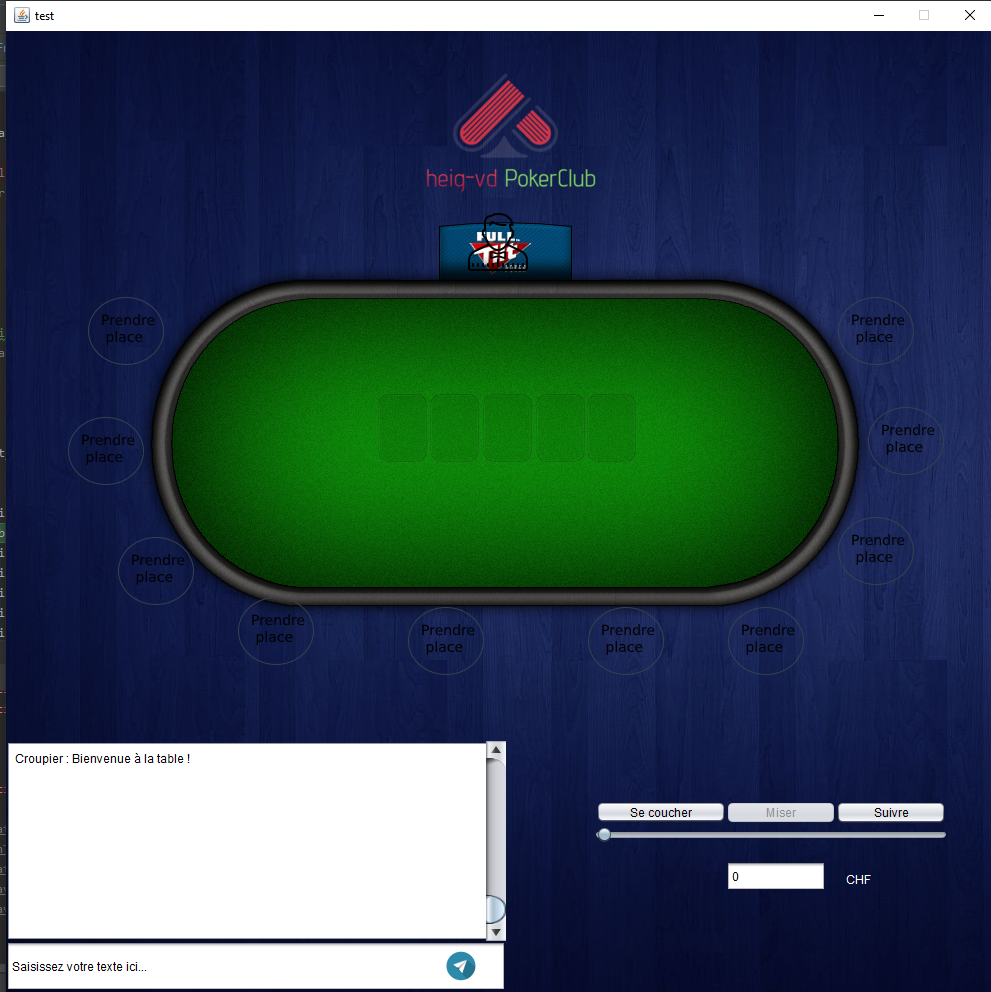 test
heig-vd PokerClub
FULL
TILT
Prendre
place
Prendre
place
Prendre
place
Prendre
place
Prendre
place
Prendre
place
Prendre
place
Prendre
place
Prendre
place
Prendre
place
Croupier : Bienvenue à la table !
Se coucher
Miser
Suivre
0
CHF
Saisissez votre texte ici...